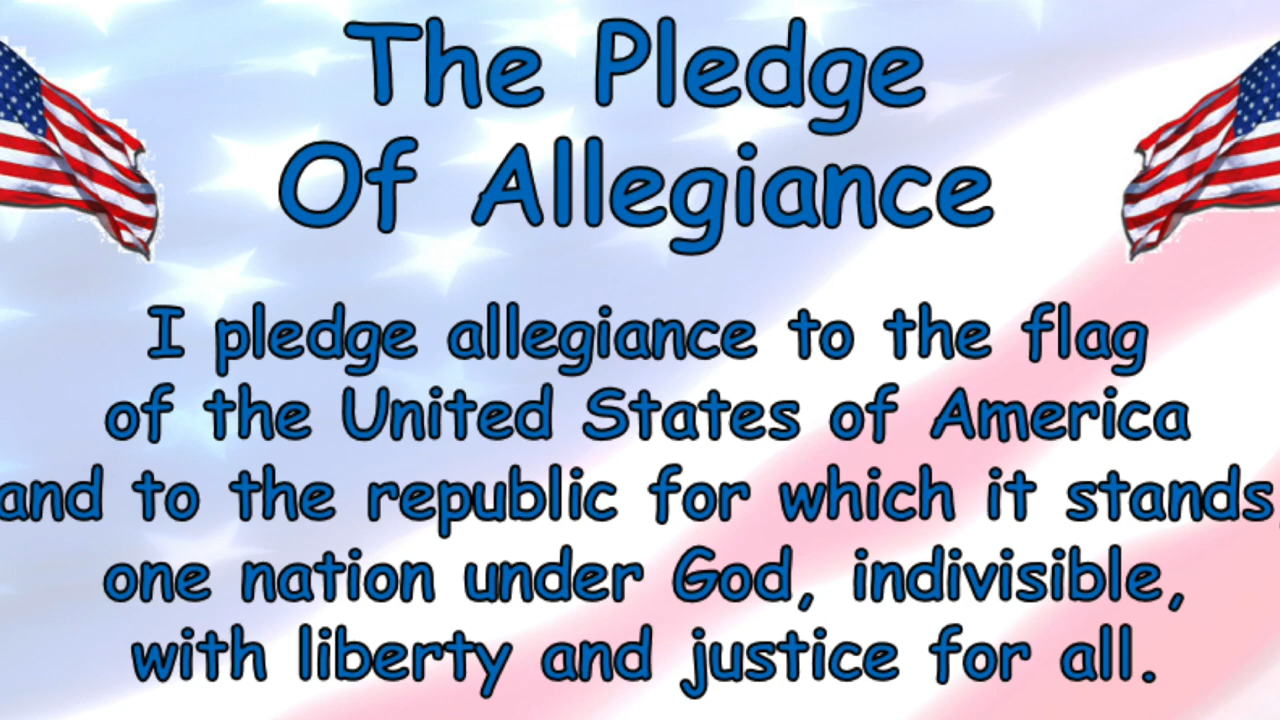 The Pledge
Of Allegiance
I pledge allegiance to the flag
of the United States of America
and to the republic for which it stands
one nation under God, indivisible,
with liberty and justice for all.